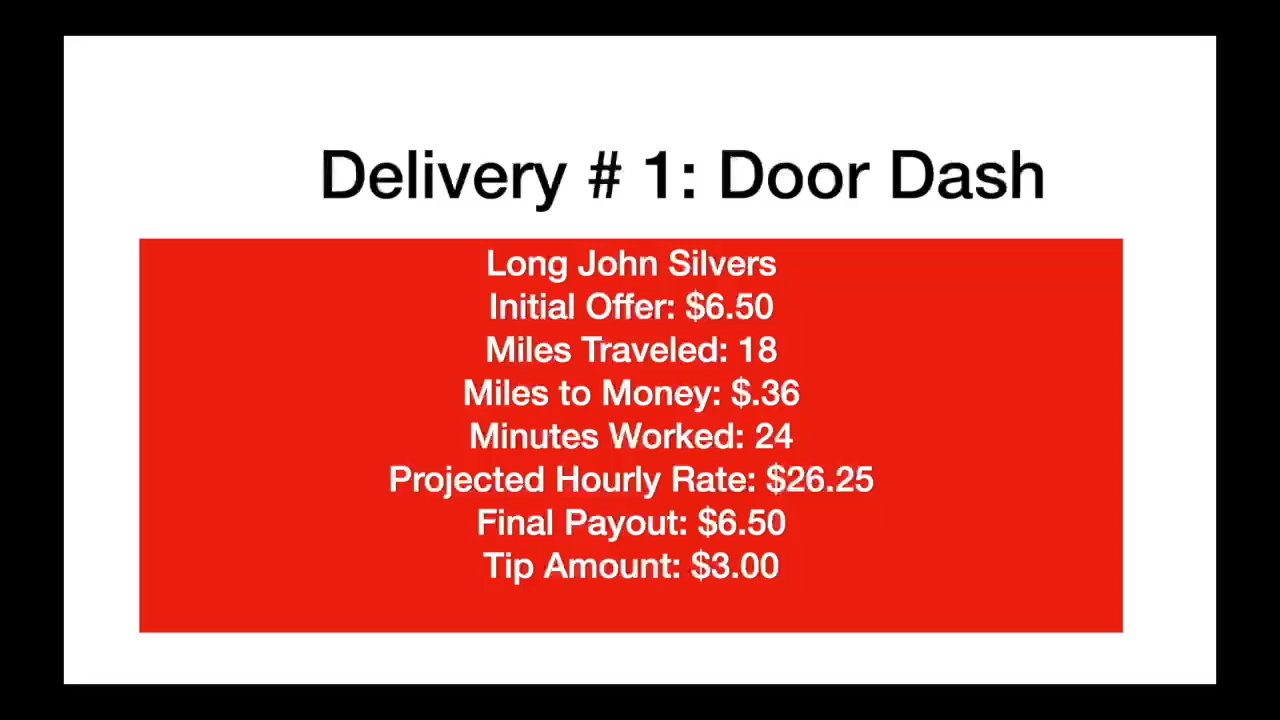 Delivery # 1: Door Dash
Long John Silvers
Initial Offer: $6.50
Miles Traveled: 18
Miles to Money: $.36
Minutes Worked: 24
Projected Hourly Rate: $26.25
Final Payout: $6.50
Tip Amount: $3.00